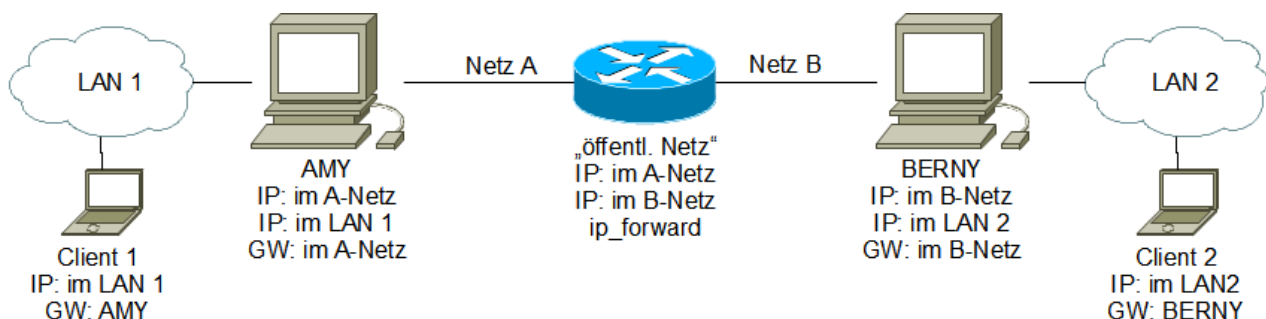 LAN 1
Netz A
Netz B
LAN 2
AMY
IP: im A-Netz
IP: im LAN 1
GW: im A-Netz
„öffentl. Netz“
IP: im A-Netz
IP: im B-Netz
ip_forward
BERNY
IP: im B-Netz
IP: im LAN 2
GW: im B-Netz
Client 1
IP: im LAN 1
GW: AMY
Client 2
IP: im LAN2
GW: BERNY